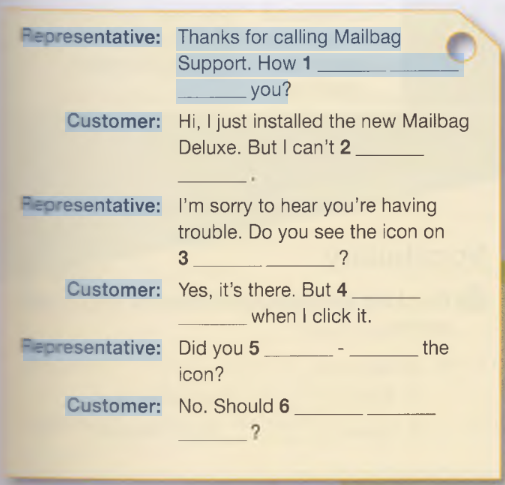 Representative: Thanks for calling Mailbag
Support. How 1 ______ ______
______ you?
Customer: Hi, I just installed the new Mailbag
Deluxe. But I can't 2 ______
______ .
Representative: I'm sorry to hear you're having
trouble. Do you see the icon on
3 ______ ______ ?
Customer: Yes, it's there. But 4 ______
______ when I click it.
Representative: Did you 5 ______ - ______ the
icon?
Customer: No. Should 6 ______ ______
______ ?